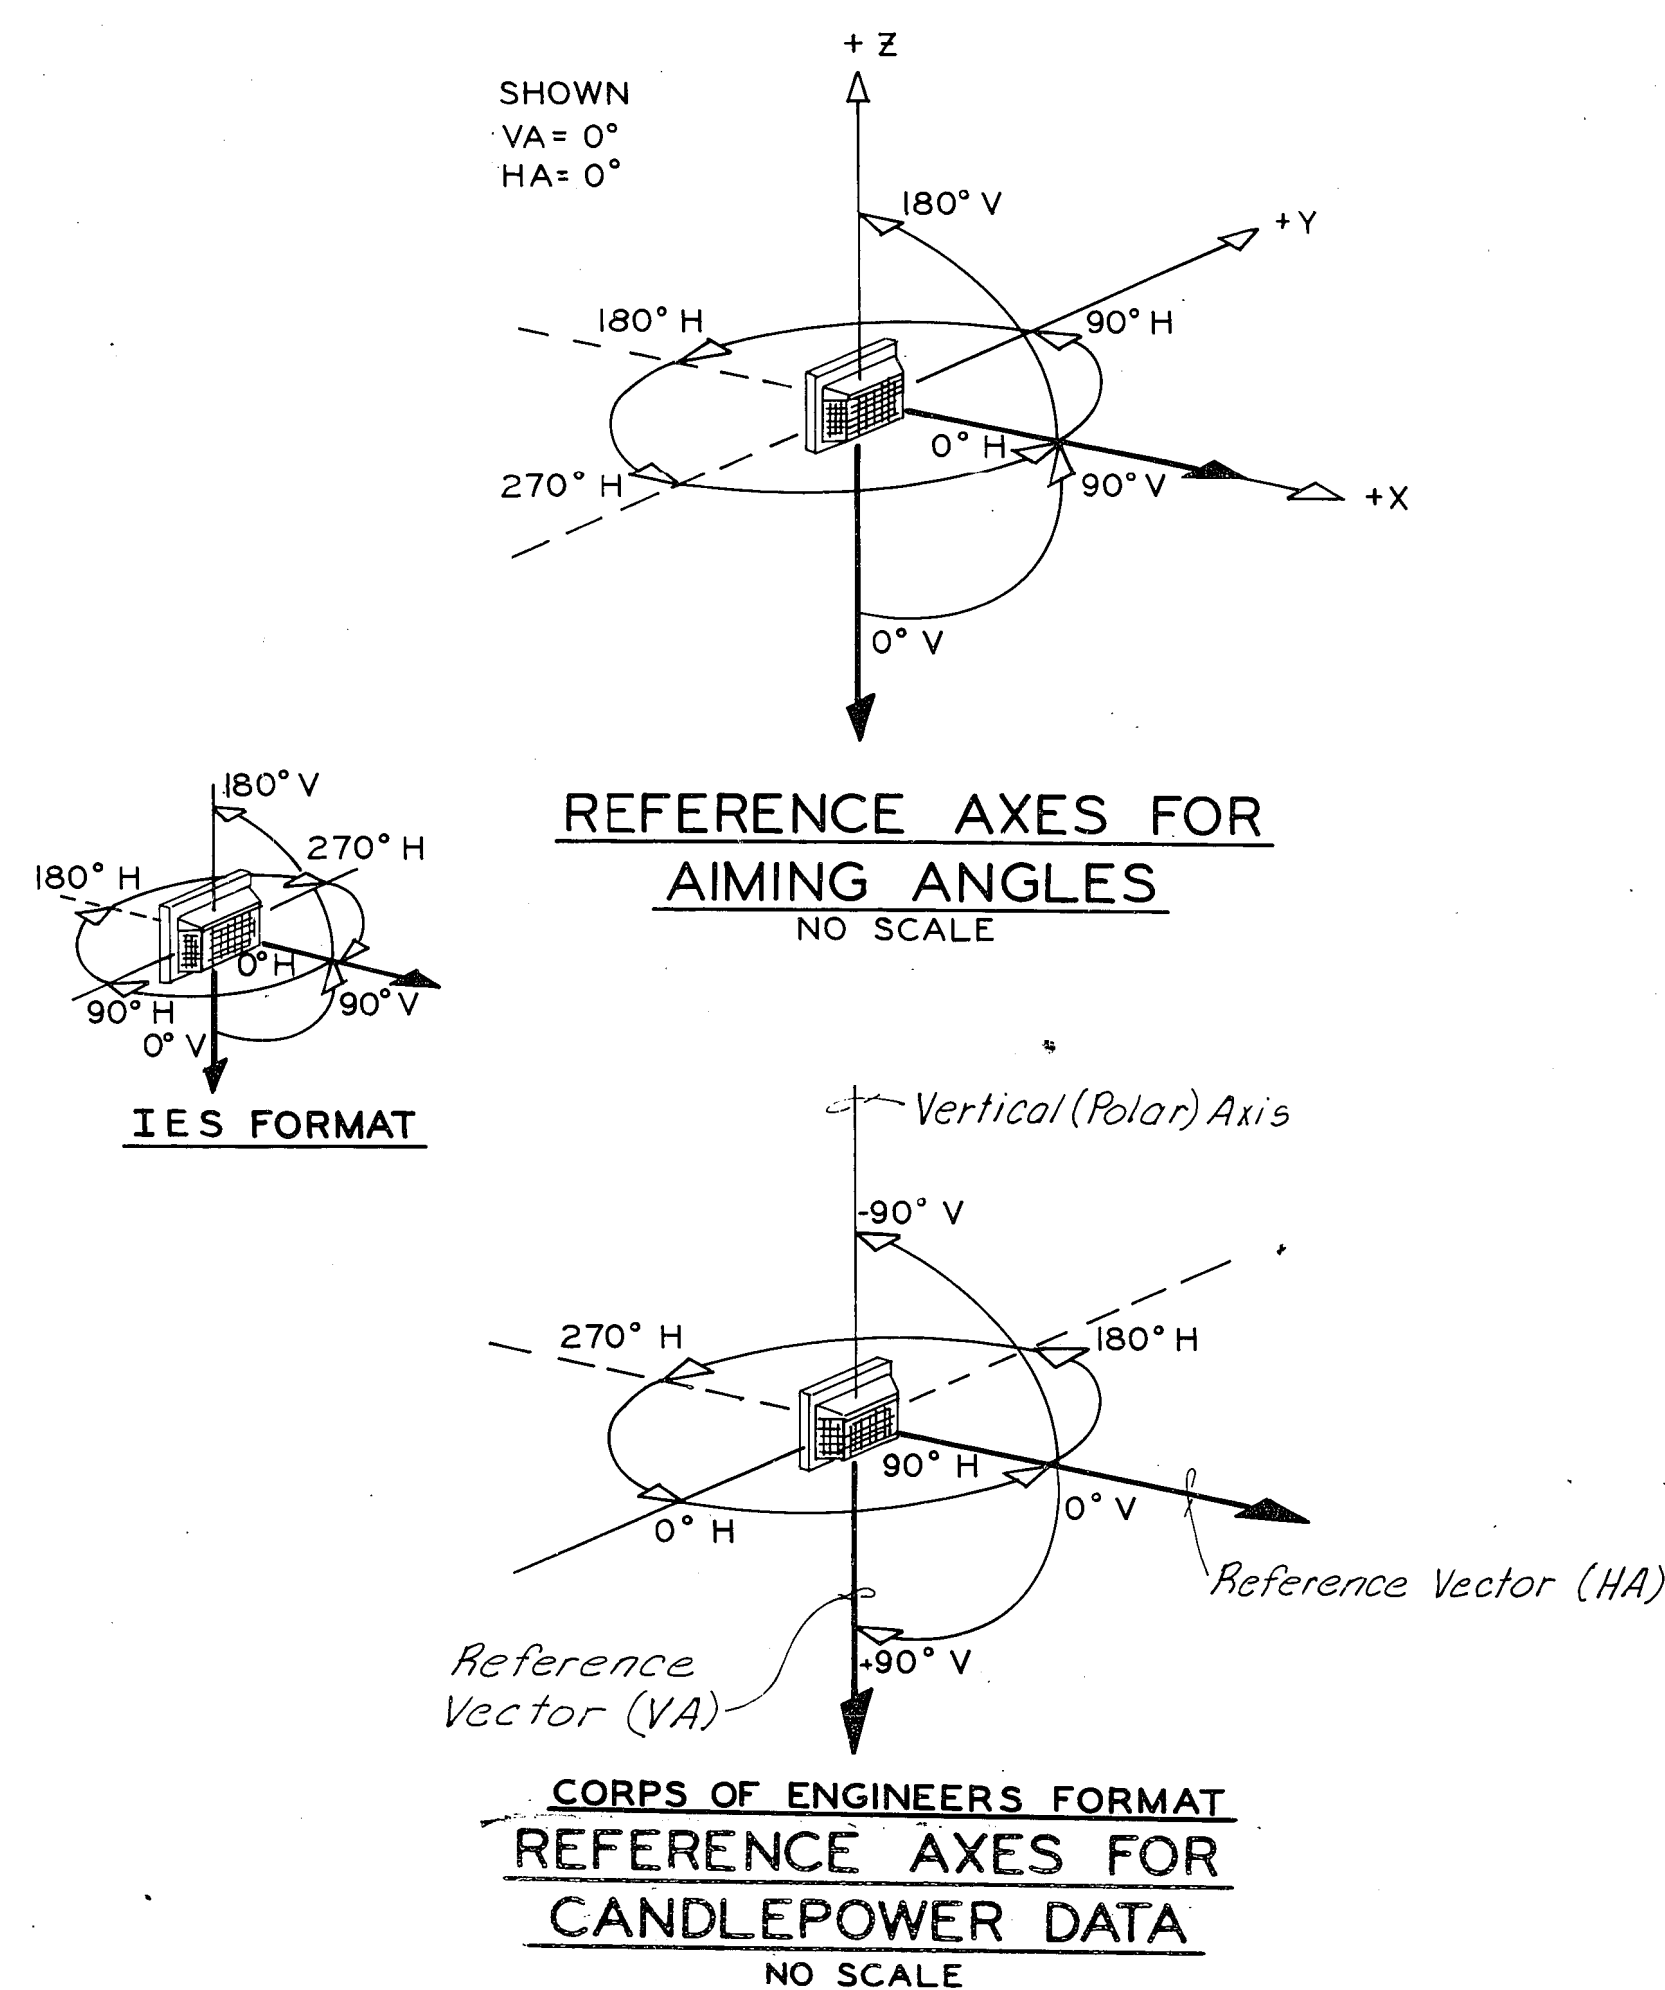 + Z
SHOWN
VA= 0°
HA= 0°
180° V
+Y
180° H
90° H
0° H
270° H
90° V
+X
0° V
REFERENCE AXES FOR
AIMING ANGLES
NO SCALE
180° V
270° H
180° H
0° H
90° H
90° V
0° V
IES FORMAT
Vertical (Polar) Axis
-90° V
270° H
180° H
90° H
0° V
0° H
Reference Vector (HA)
+90° V
Reference
Vector (VA)
CORPS OF ENGINEERS FORMAT
REFERENCE AXES FOR
CANDLEPOWER DATA
NO SCALE